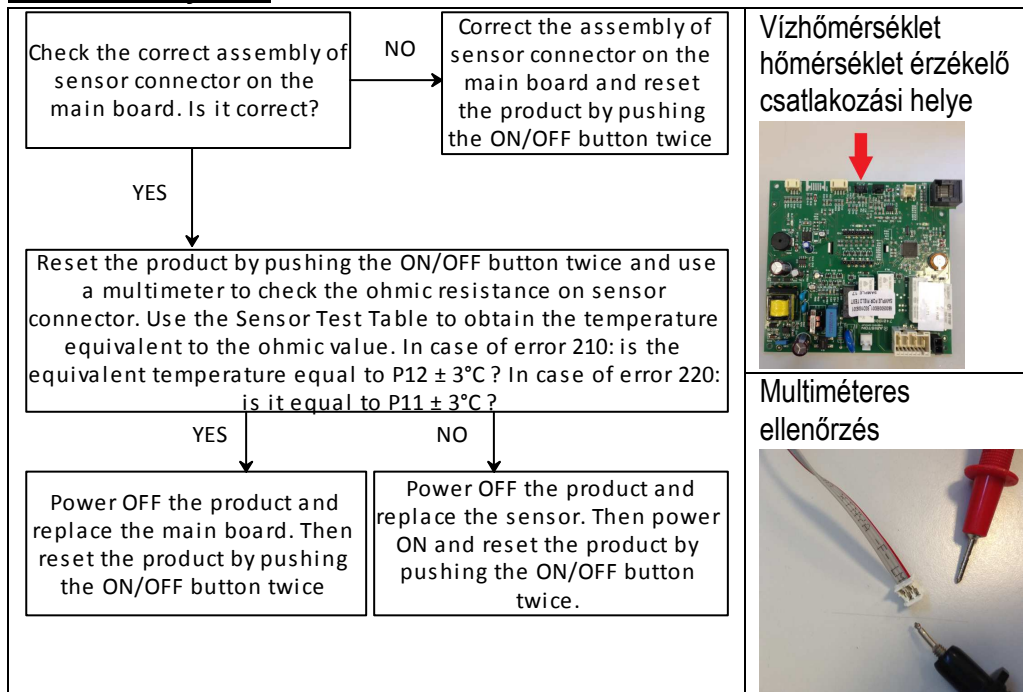 Check the correct assembly of
sensor connector on the
main board. Is it correct?
NO
Correct the assembly of
sensor connector on the
main board and reset
the product by pushing
the ON/OFF button twice
YES
Reset the product by pushing the ON/OFF button twice and use
a multimeter to check the ohmic resistance on sensor
connector. Use the Sensor Test Table to obtain the temperature
equivalent to the ohmic value. In case of error 210: is the
equivalent temperature equal to P12 ± 3°C ? In case of error 220:
is it equal to P11 ± 3°C ?
YES
NO
Power OFF the product and
replace the main board. Then
reset the product by pushing
the ON/OFF button twice
Power OFF the product and
replace the sensor. Then power
ON and reset the product by
pushing the ON/OFF button
twice.
Vízhőmérséklet
hőmérséklet érzékelő
csatlakozási helye
Multiméteres
ellenőrzés